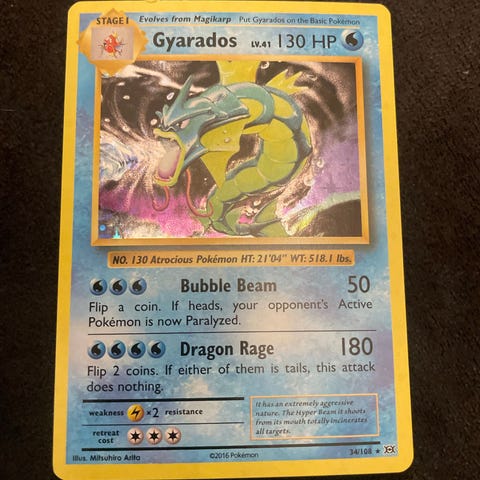 STAGE 1 Evolves from Magikarp Put Gyarados on the Basic Pokémon
Gyarados LV.41 130 HP
NO. 130 Atrocious Pokémon HT: 21'04" WT: 518.1 lbs.
Bubble Beam 50
Flip a coin. If heads, your opponent's Active
Pokémon is now Paralyzed.
Dragon Rage 180
Flip 2 coins. If either of them is tails, this attack
does nothing.
weakness ×2 resistance
retreat
cost
It has an extremely aggressive
nature. The Hyper Beam it shoots
from its mouth totally incinerates
all targets.
Illus. Mitsuhiro Arita
©2016 Pokémon
34/108 ★